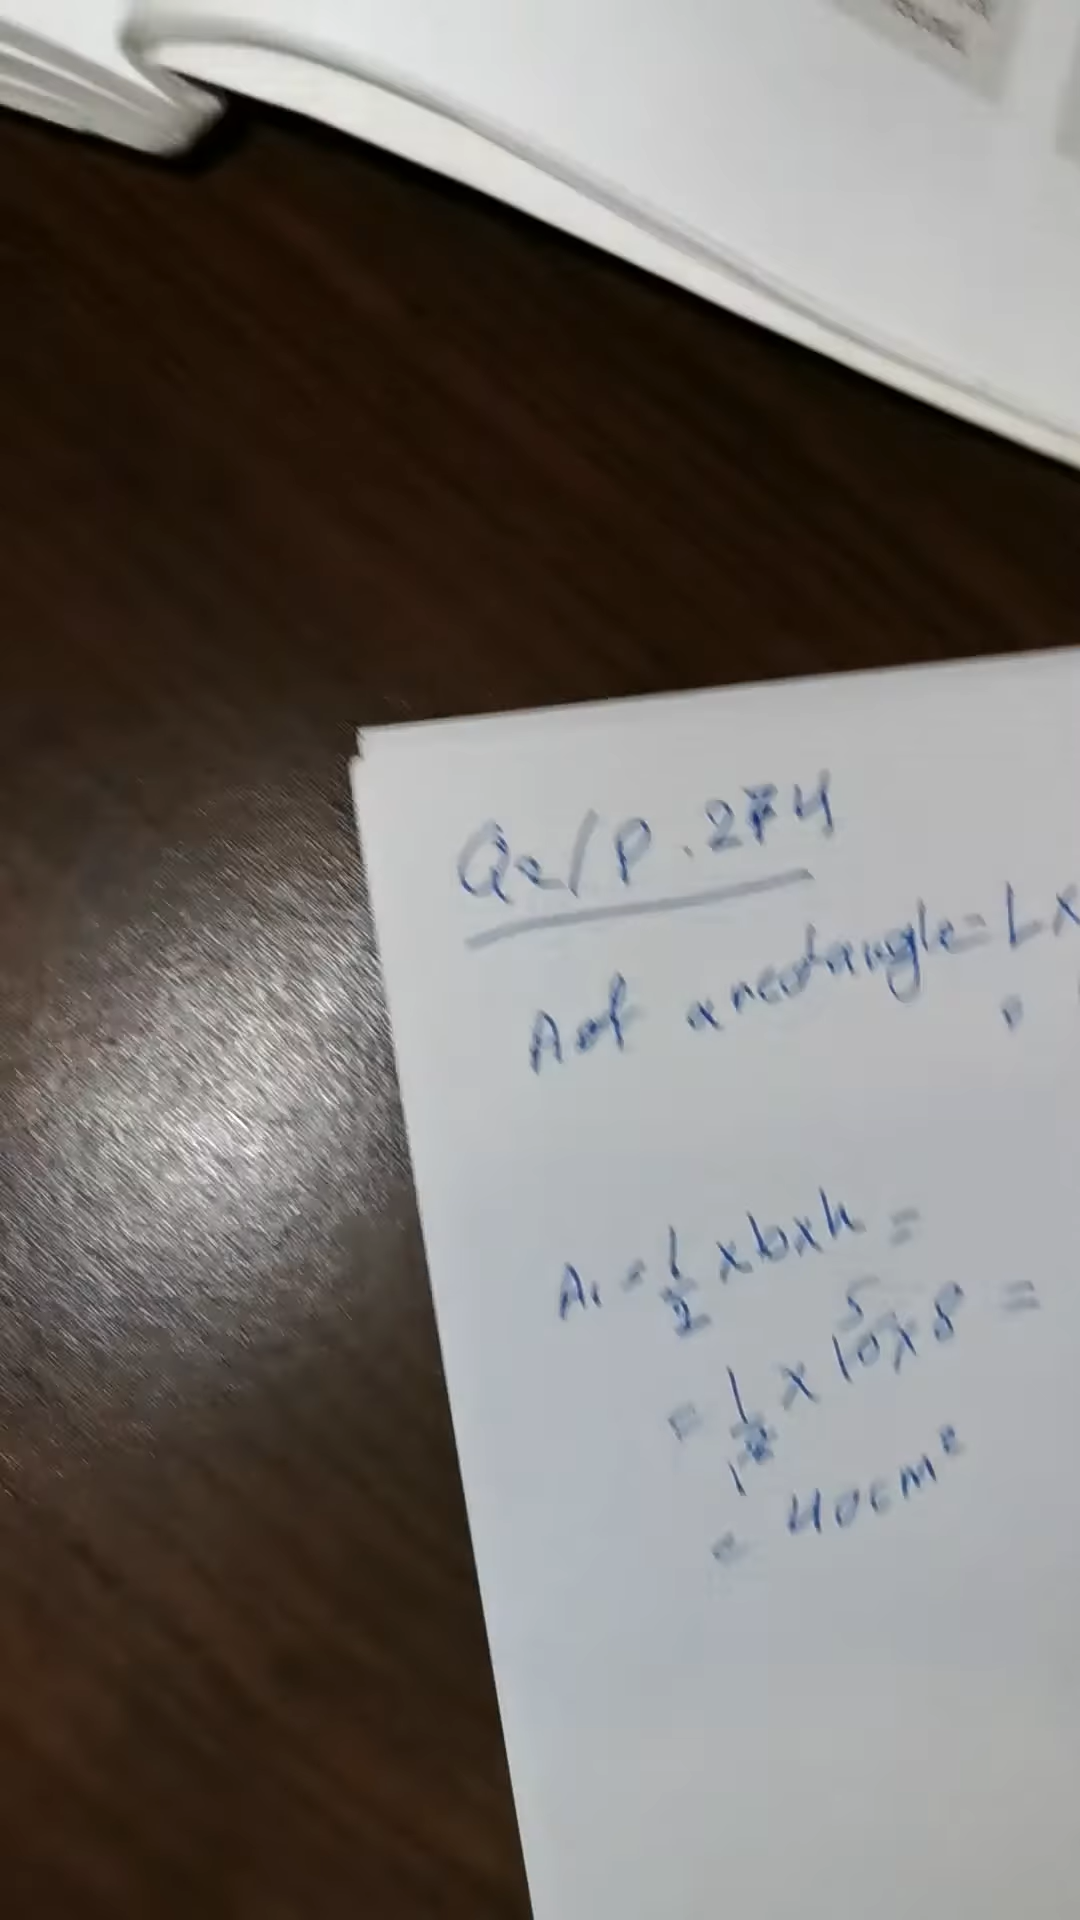 Q2/P.274
A of a rectangle = L x
=
A₁ = 1/2 x b x h =
= 1/2 x 10 x 8 =
5
1
= 40cm²